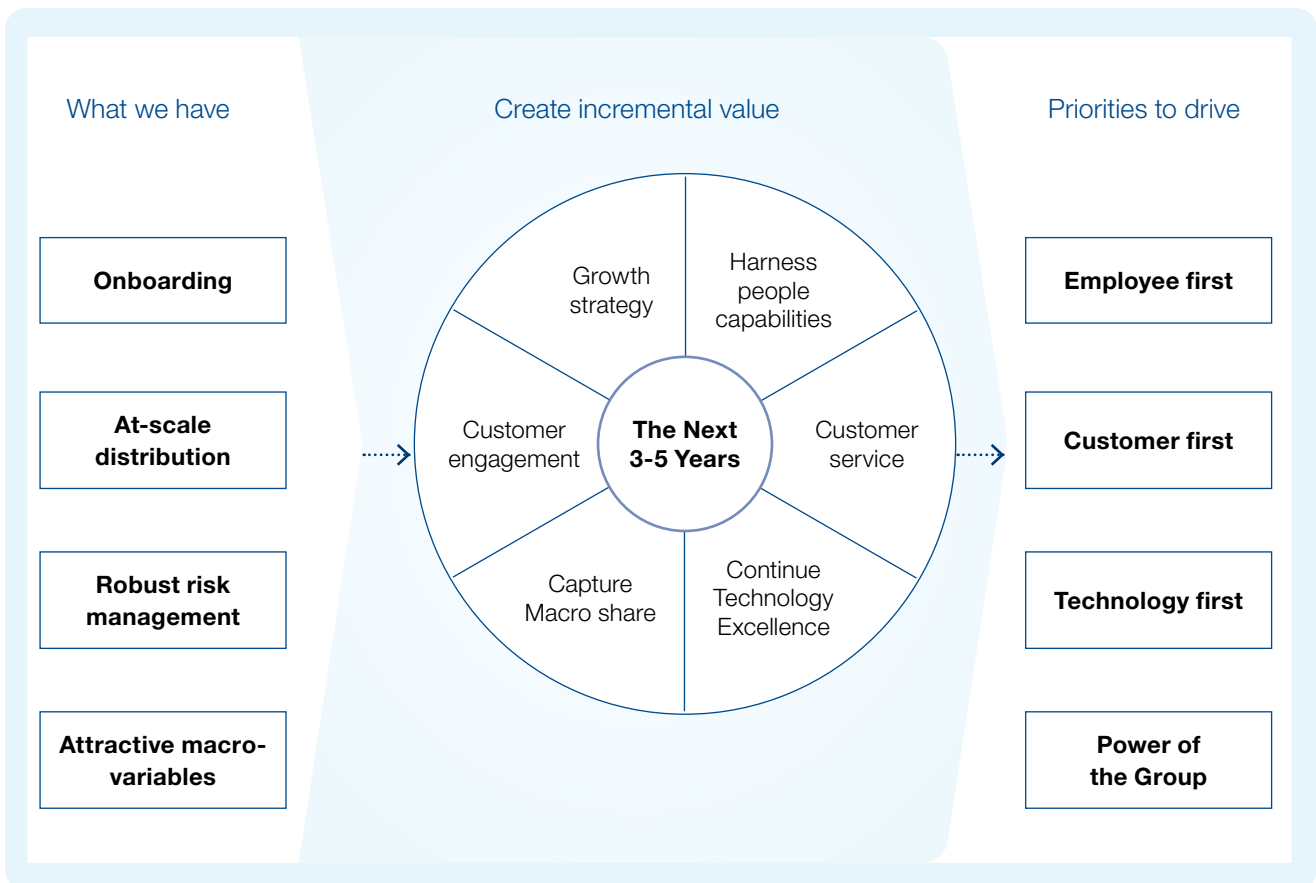 What we have
Onboarding
At-scale
distribution
Robust risk
management
Attractive macro-
variables
Create incremental value
Growth
strategy
Harness
people
capabilities
Customer
engagement
The Next
3-5 Years
Customer
service
Capture
Macro share
Continue
Technology
Excellence
Priorities to drive
Employee first
Customer first
Technology first
Power of
the Group